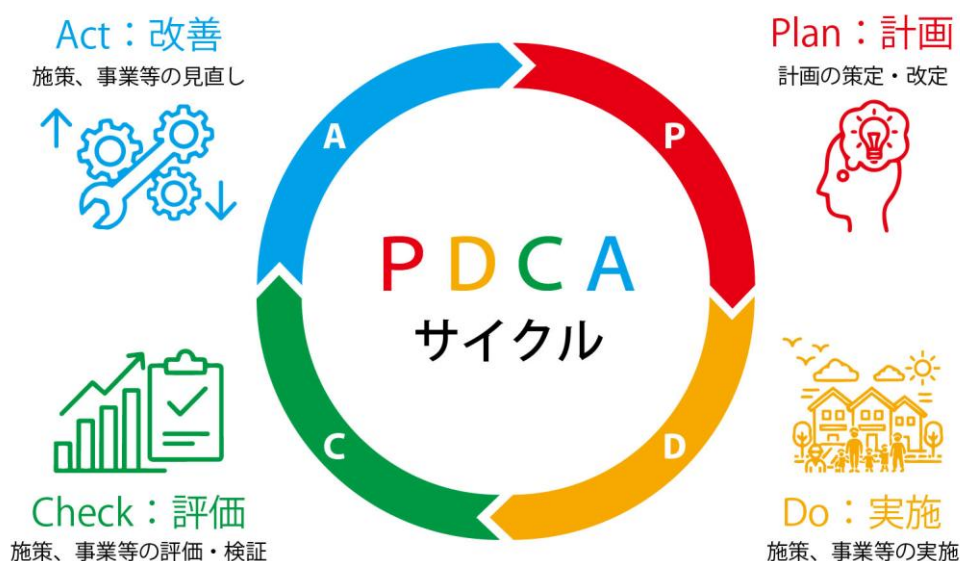 Act：改善
施策、事業等の見直し
Plan：計画
計画の策定・改定
A
P
PDCA
サイクル
C
D
Check：評価
施策、事業等の評価・検証
Do：実施
施策、事業等の実施